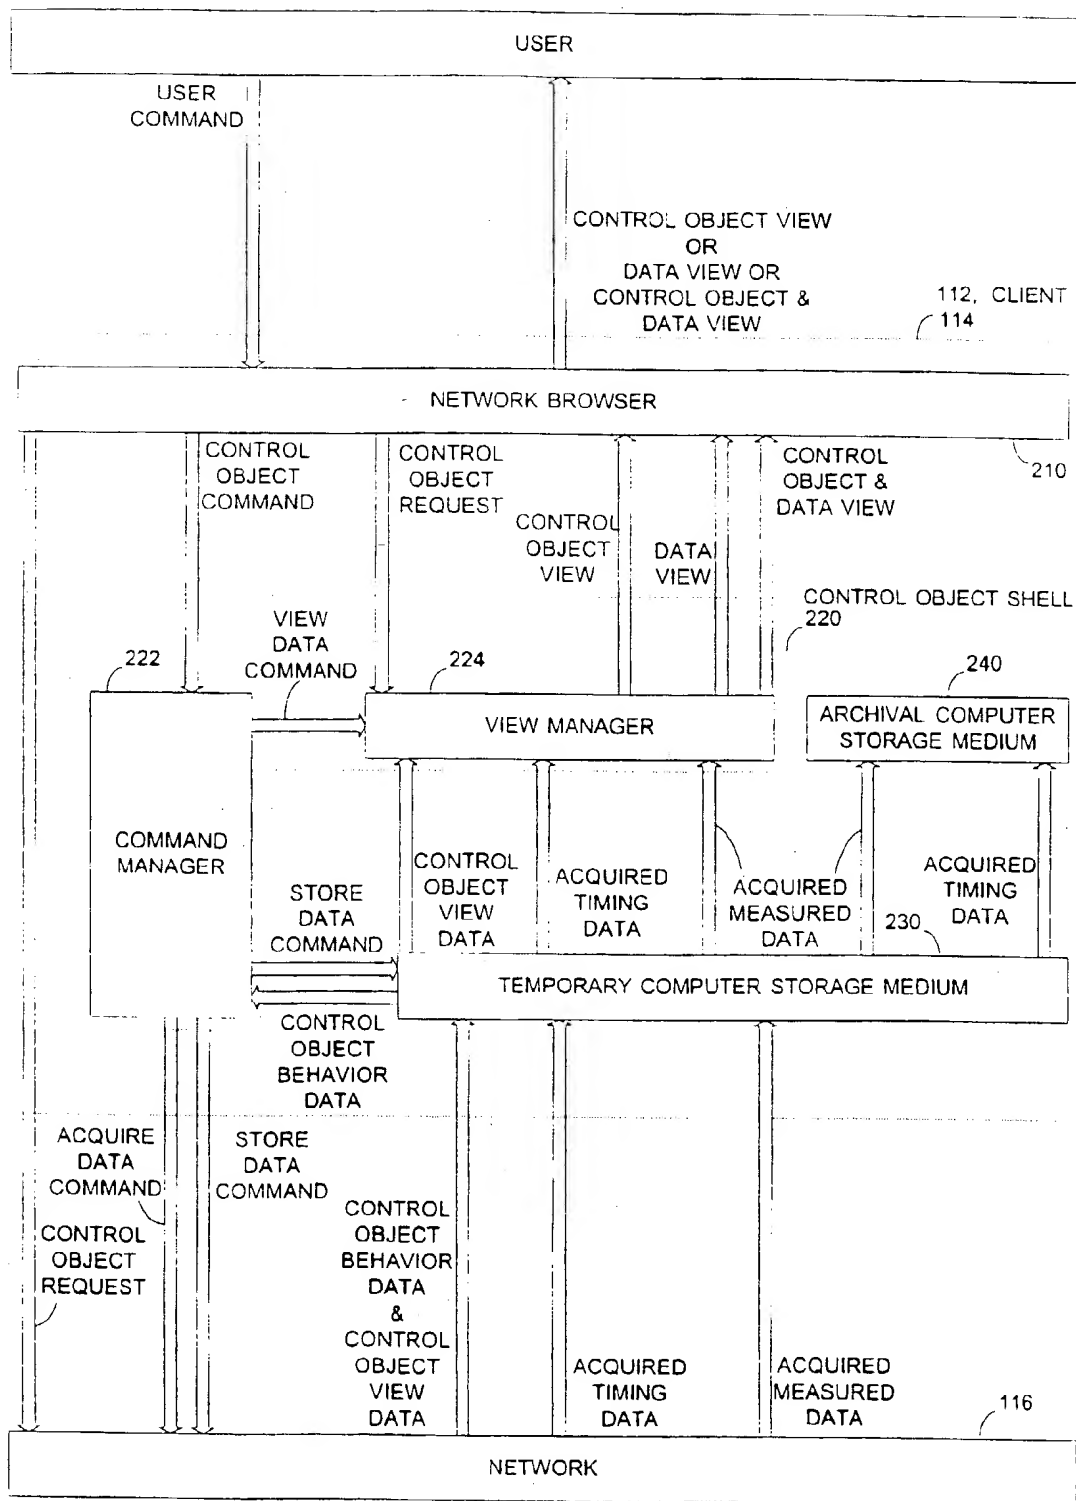 USER
USER
COMMAND
CONTROL OBJECT VIEW
OR
DATA VIEW OR
CONTROL OBJECT &
DATA VIEW
112, CLIENT
114
NETWORK BROWSER
210
CONTROL
OBJECT
COMMAND
CONTROL
OBJECT
REQUEST
CONTROL
OBJECT
VIEW
DATA
VIEW
CONTROL
OBJECT &
DATA VIEW
CONTROL OBJECT SHELL
220
VIEW
DATA
COMMAND
222
224
240
VIEW MANAGER
ARCHIVAL COMPUTER
STORAGE MEDIUM
COMMAND
MANAGER
STORE
DATA
COMMAND
CONTROL
OBJECT
VIEW
DATA
ACQUIRED
TIMING
DATA
ACQUIRED
MEASURED
DATA
ACQUIRED
TIMING
DATA
230
TEMPORARY COMPUTER STORAGE MEDIUM
CONTROL
OBJECT
BEHAVIOR
DATA
ACQUIRE
DATA
COMMAND
STORE
DATA
COMMAND
CONTROL
OBJECT
REQUEST
CONTROL
OBJECT
BEHAVIOR
DATA
&
CONTROL
OBJECT
VIEW
DATA
ACQUIRED
TIMING
DATA
ACQUIRED
MEASURED
DATA
116
NETWORK